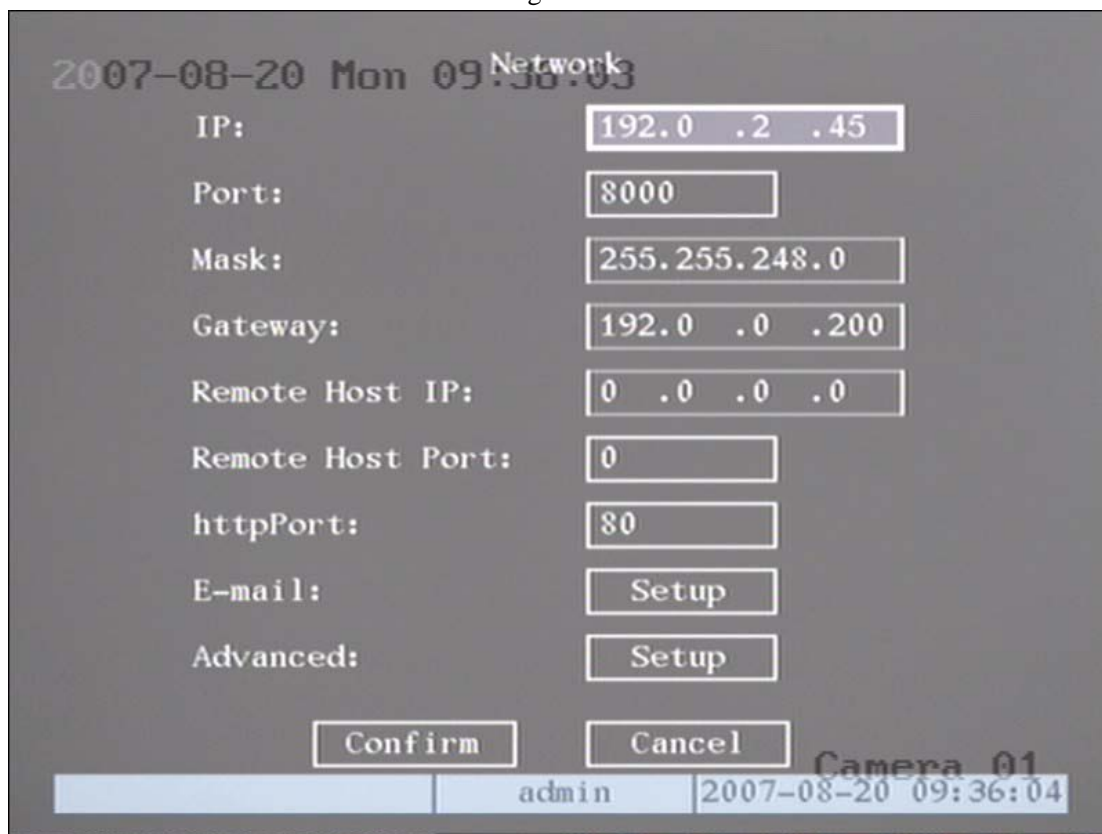 Network
2007-08-20 Mon 09:36:03
IP: 192.0 .2 .45
Port: 8000
Mask: 255.255.248.0
Gateway: 192.0 .0 .200
Remote Host IP: 0 .0 .0 .0
Remote Host Port: 0
httpPort: 80
E-mail: Setup
Advanced: Setup
Confirm Cancel
Camera 01
admin 2007-08-20 09:36:04